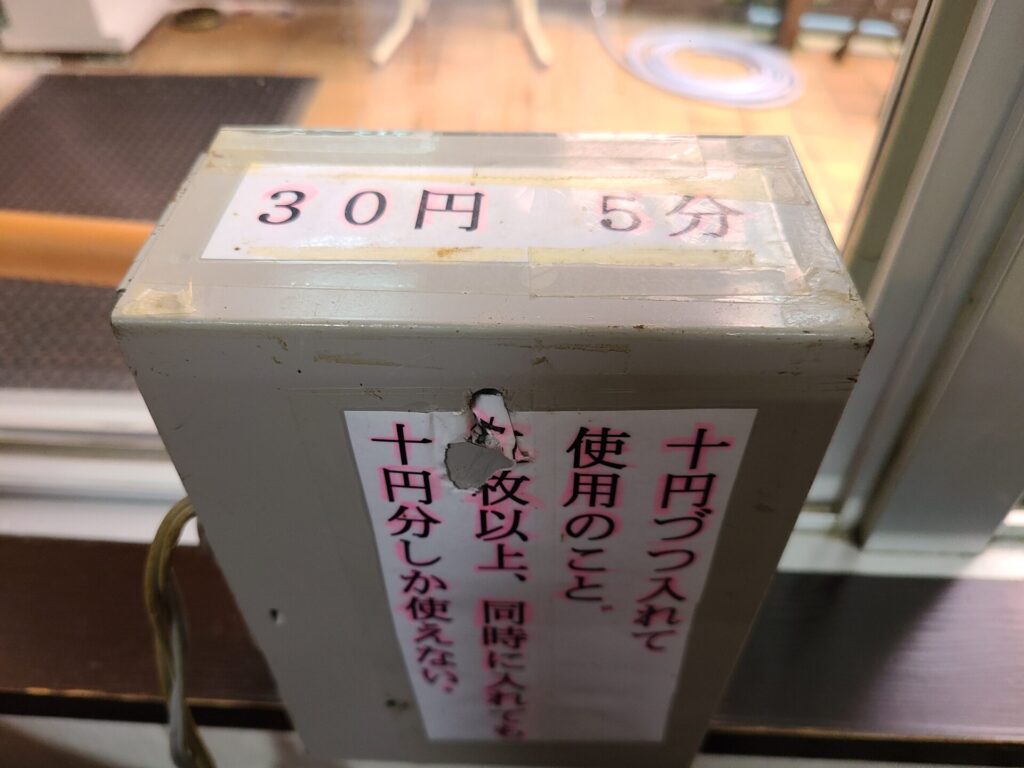 ３０円　５分
十円づつ入れて
使用のこと。
枚以上、同時に入れても
十円分しか使えない。